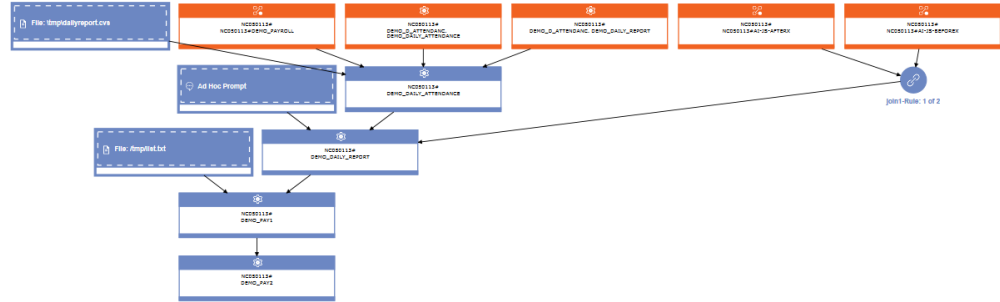 File: \tmp\dailyreport.cvs
NC050113#
NC050113#DEMO_PAYROLL
NC050113#
DEMO_D_ATTENDANC.
DEMO_DAILY_ATTENDANCE
NC050113#
DEMO_D_ATTENDANC. DEMO_DAILY_REPORT
NC050113#
NC050113#AI-JS-AFTERX
NC050113#
NC050113#AI-JS-BEFOREX
Ad Hoc Prompt
NC050113#
DEMO_DAILY_ATTENDANCE
join1-Rule: 1 of 2
File: /tmp/list.txt
NC050113#
DEMO_DAILY_REPORT
NC050113#
DEMO_PAY1
NC050113#
DEMO_PAY2